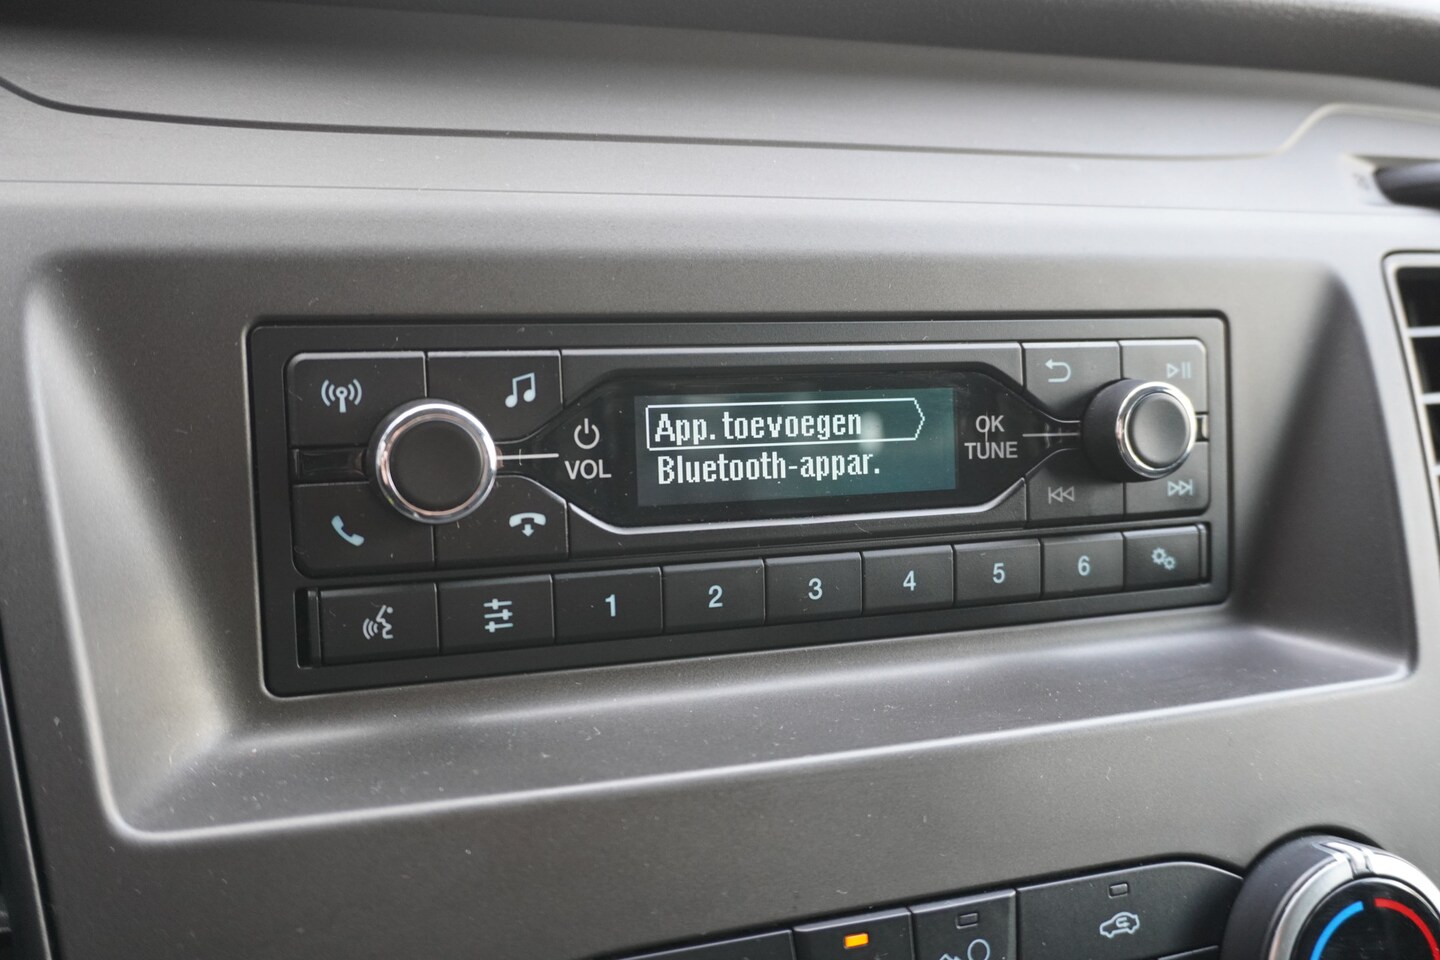 App. toevoegen
Bluetooth-appar.
VOL
OK
TUNE
1
2
3
4
5
6